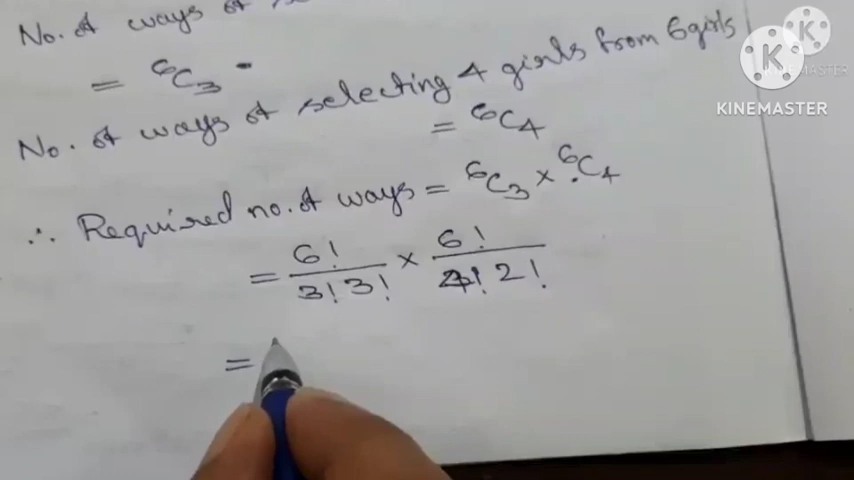 No. of ways of
= ⁶C₃
No. of ways of selecting 4 girls from 6 girls
= ⁶C₄
∴ Required no. of ways = ⁶C₃ × ⁶C₄
= 6!/3!3! × 6!/4!2!
=
KINEMASTER
KINEMASTER